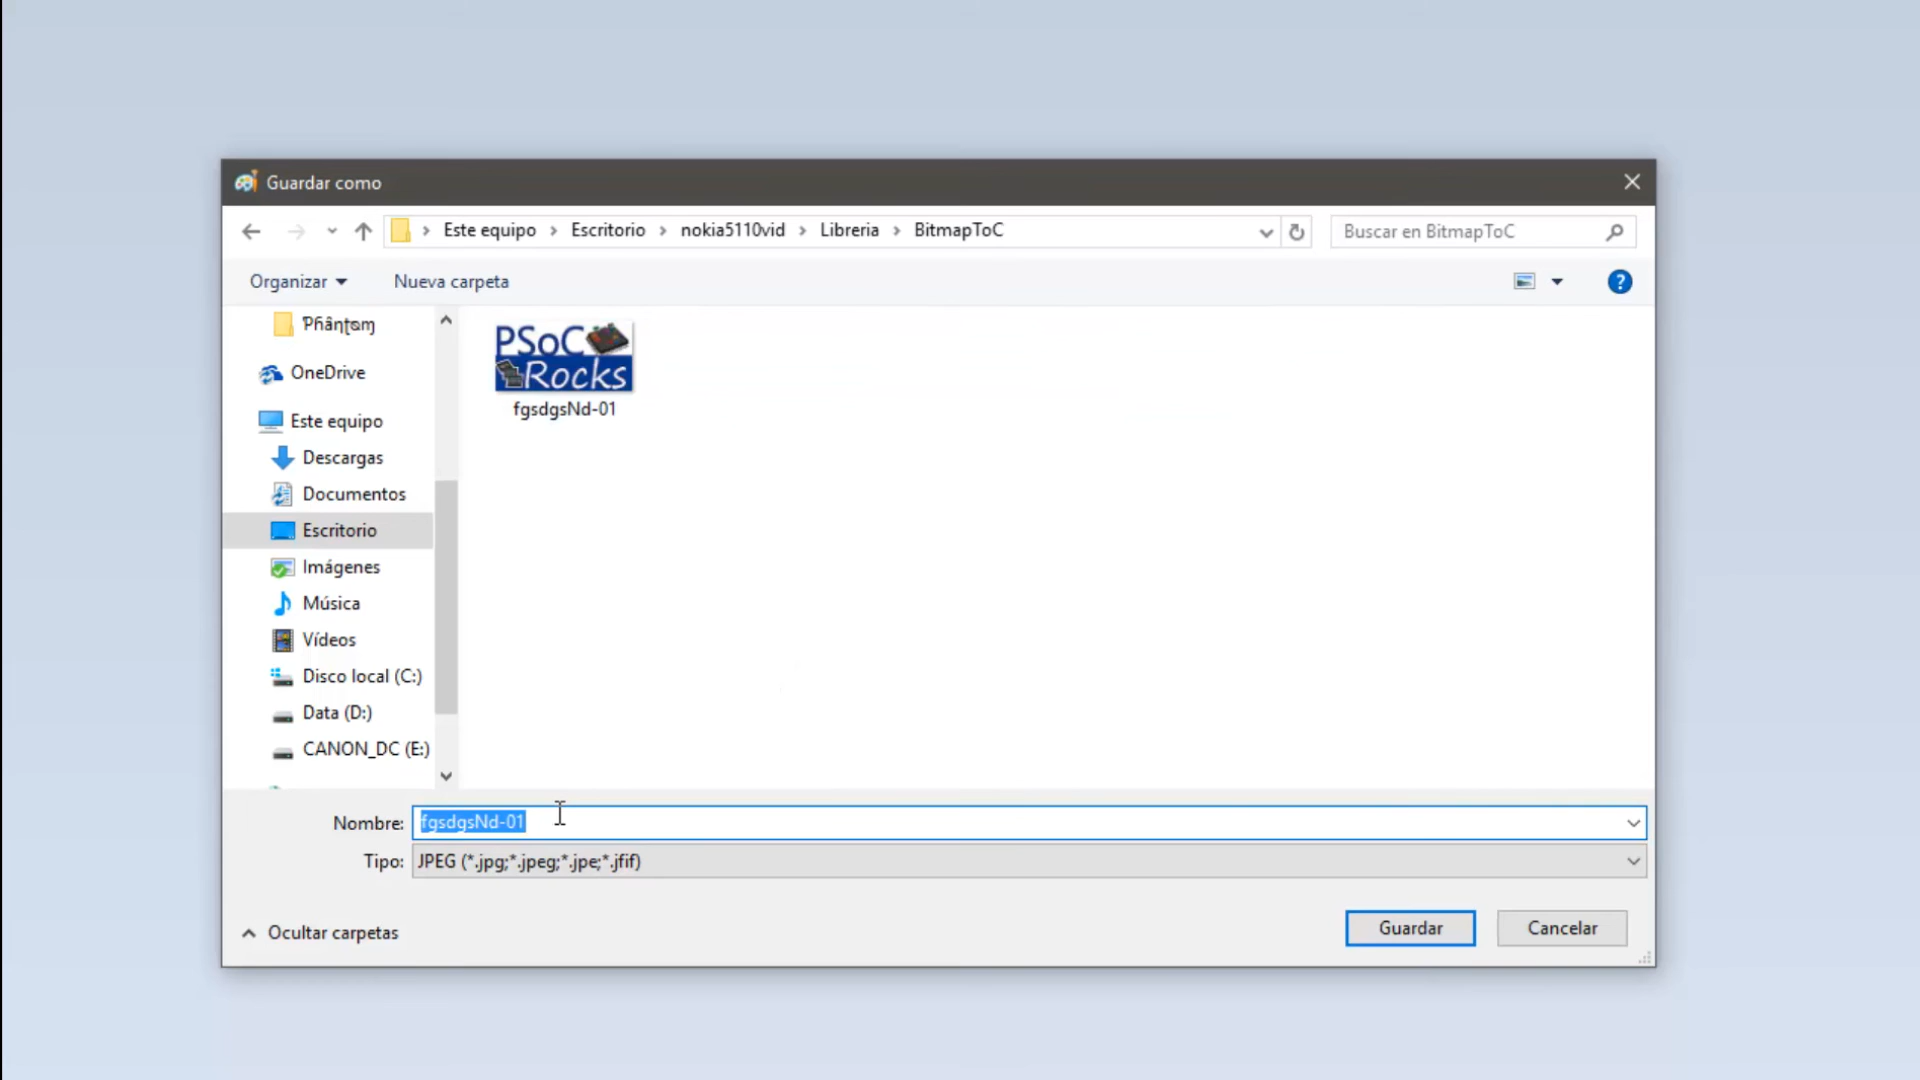 Guardar como
Este equipo > Escritorio > nokia5110vid > Libreria > BitmapToC
Buscar en BitmapToC
Organizar
Nueva carpeta
OneDrive
Este equipo
Descargas
Documentos
Escritorio
Imágenes
Música
Vídeos
Disco local (C:)
Data (D:)
CANON_DC (E:)
PSoC
Rocks
fgsdgsNd-01
Nombre: fgsdgsNd-01
Tipo: JPEG (*.jpg;*.jpeg;*.jpe;*.jfif)
Ocultar carpetas
Guardar
Cancelar